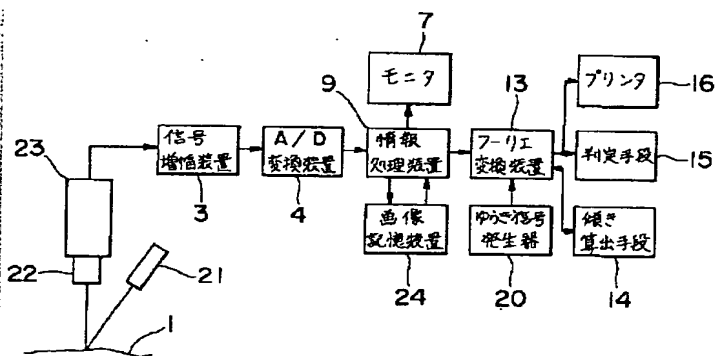 7
モニタ
9
13
プリンタ
16
23
信号
増幅装置
3
A/D
変換装置
4
情報
処理装置
フーリエ
変換装置
判定手段
15
22
21
画像
記憶装置
24
ゆうき信号
発生器
20
傾き
算出手段
14
1